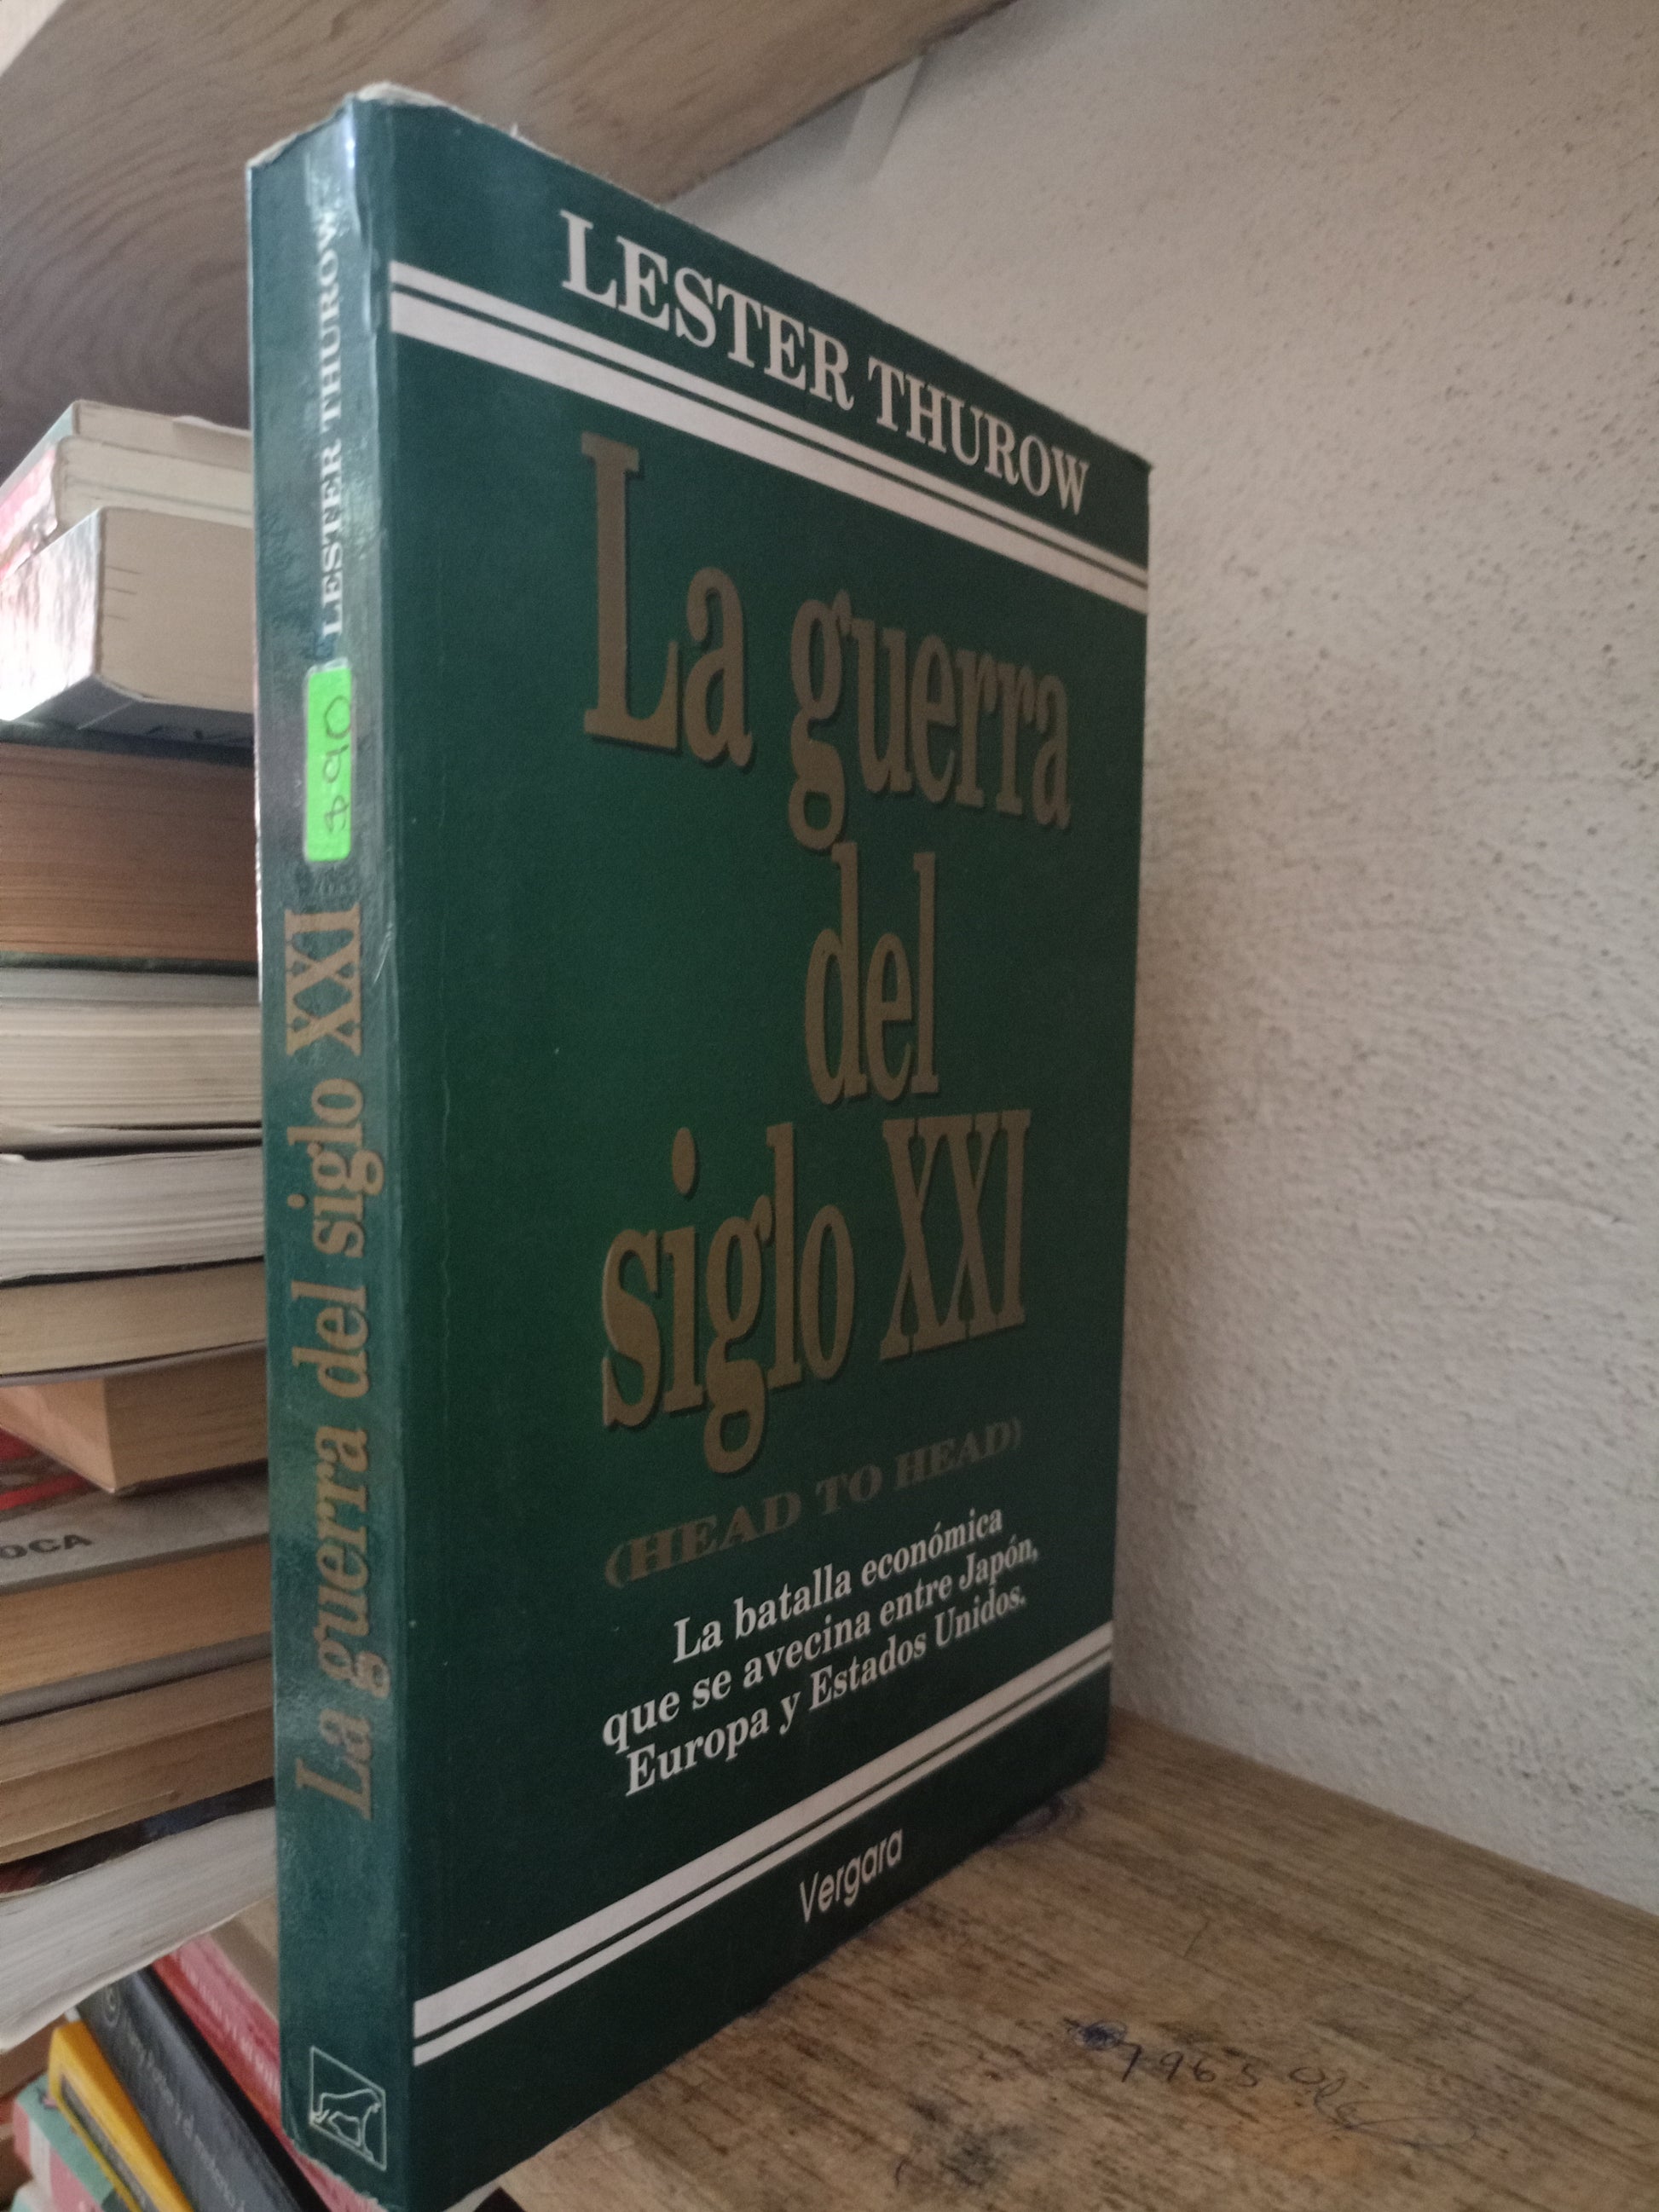 LESTER THUROW
La guerra
del
siglo XXI
(HEAD TO HEAD)
La batalla económica
que se avecina entre Japón,
Europa y Estados Unidos.
Vergara
La guerra del siglo XXI
LESTER THUROW
OCA